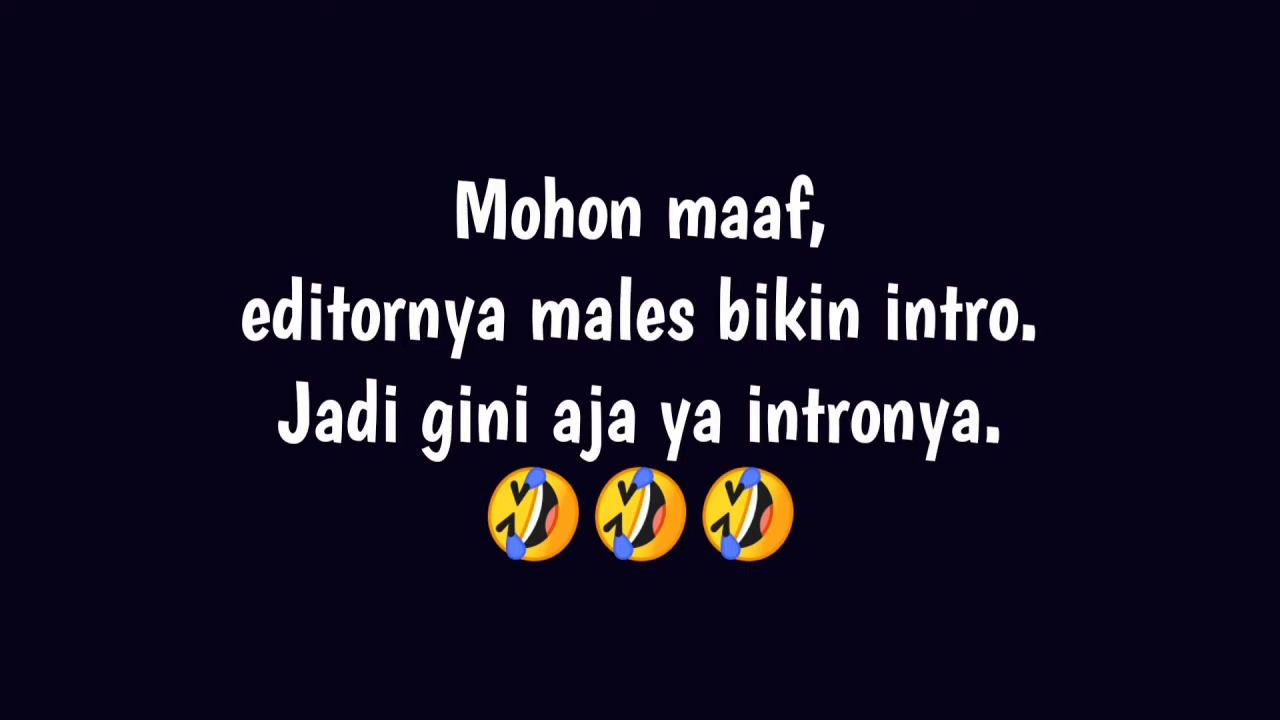 Mohon maaf,
editornya males bikin intro.
Jadi gini aja ya intronya.
🤣🤣🤣